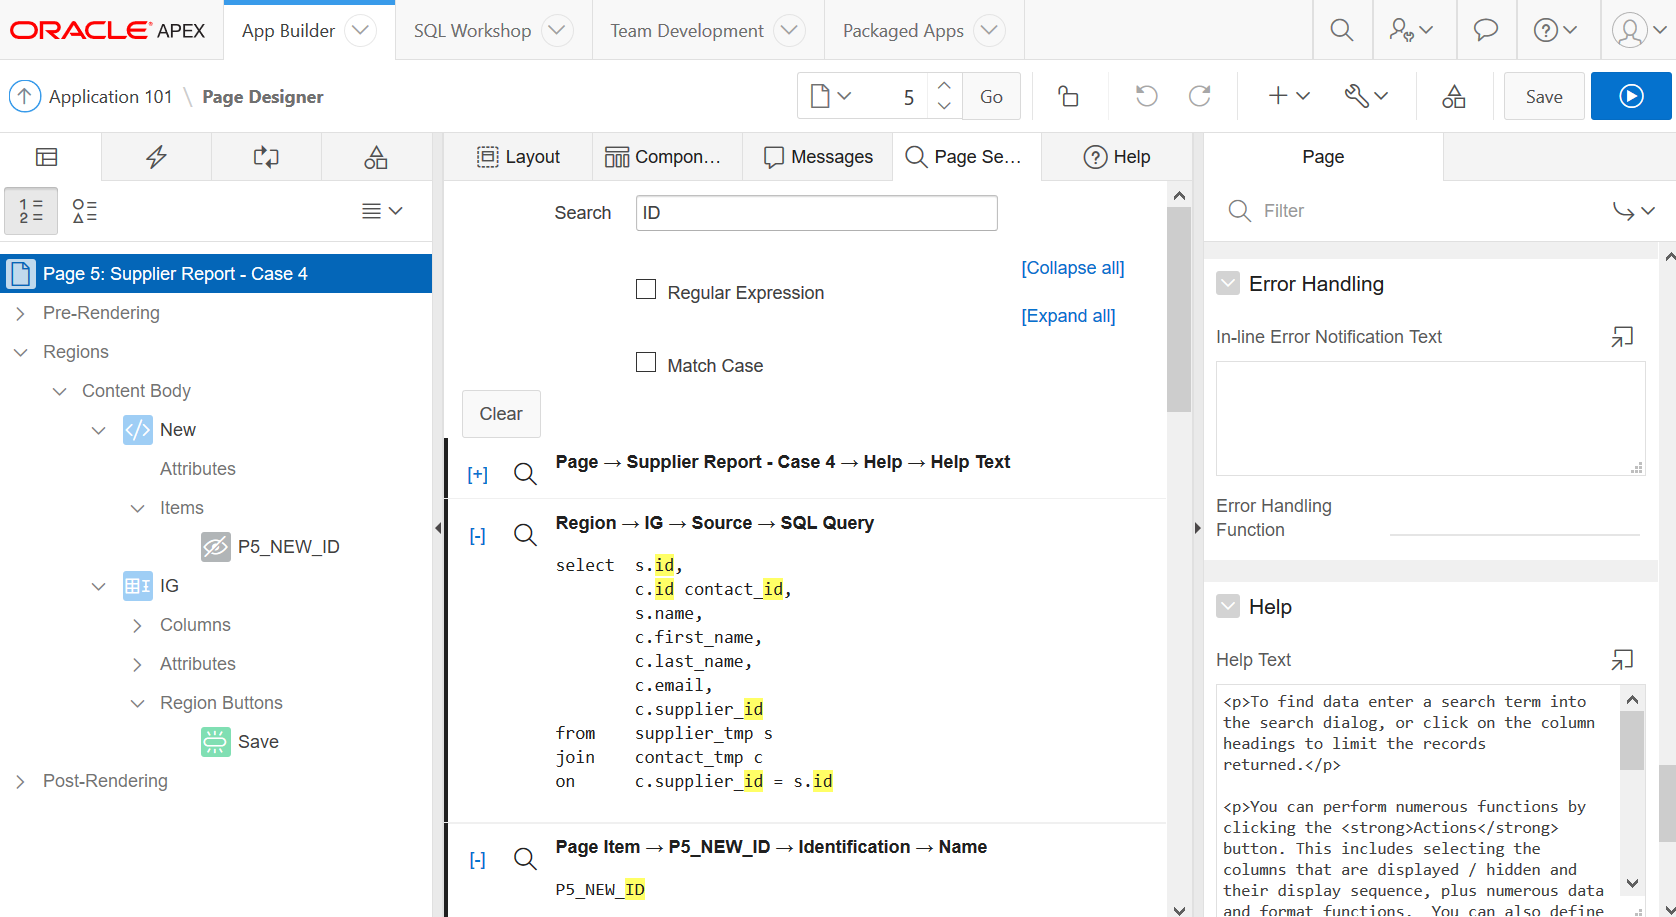 ORACLE APEX
App Builder
SQL Workshop
Team Development
Packaged Apps
Application 101 \ Page Designer
5
Go
Save
Layout
Compon...
Messages
Page Se...
Help
Page
1 =
2 =
Page 5: Supplier Report - Case 4
Pre-Rendering
Regions
Content Body
New
Attributes
Items
P5_NEW_ID
IG
Columns
Attributes
Region Buttons
Save
Post-Rendering
Search
ID
Regular Expression
Match Case
[Collapse all]
[Expand all]
Clear
[+]
Page → Supplier Report - Case 4 → Help → Help Text
[-]
Region → IG → Source → SQL Query
select  s.id,
        c.id contact_id,
        s.name,
        c.first_name,
        c.last_name,
        c.email,
        c.supplier_id
from    supplier_tmp s
join    contact_tmp c
on      c.supplier_id = s.id
[-]
Page Item → P5_NEW_ID → Identification → Name
P5_NEW_ID
Filter
Error Handling
In-line Error Notification Text
Error Handling
Function
Help
Help Text
<p>To find data enter a search term into
the search dialog, or click on the column
headings to limit the records
returned.</p>
<p>You can perform numerous functions by
clicking the <strong>Actions</strong>
button. This includes selecting the
columns that are displayed / hidden and
their display sequence, plus numerous data
and format functions.  You can also define